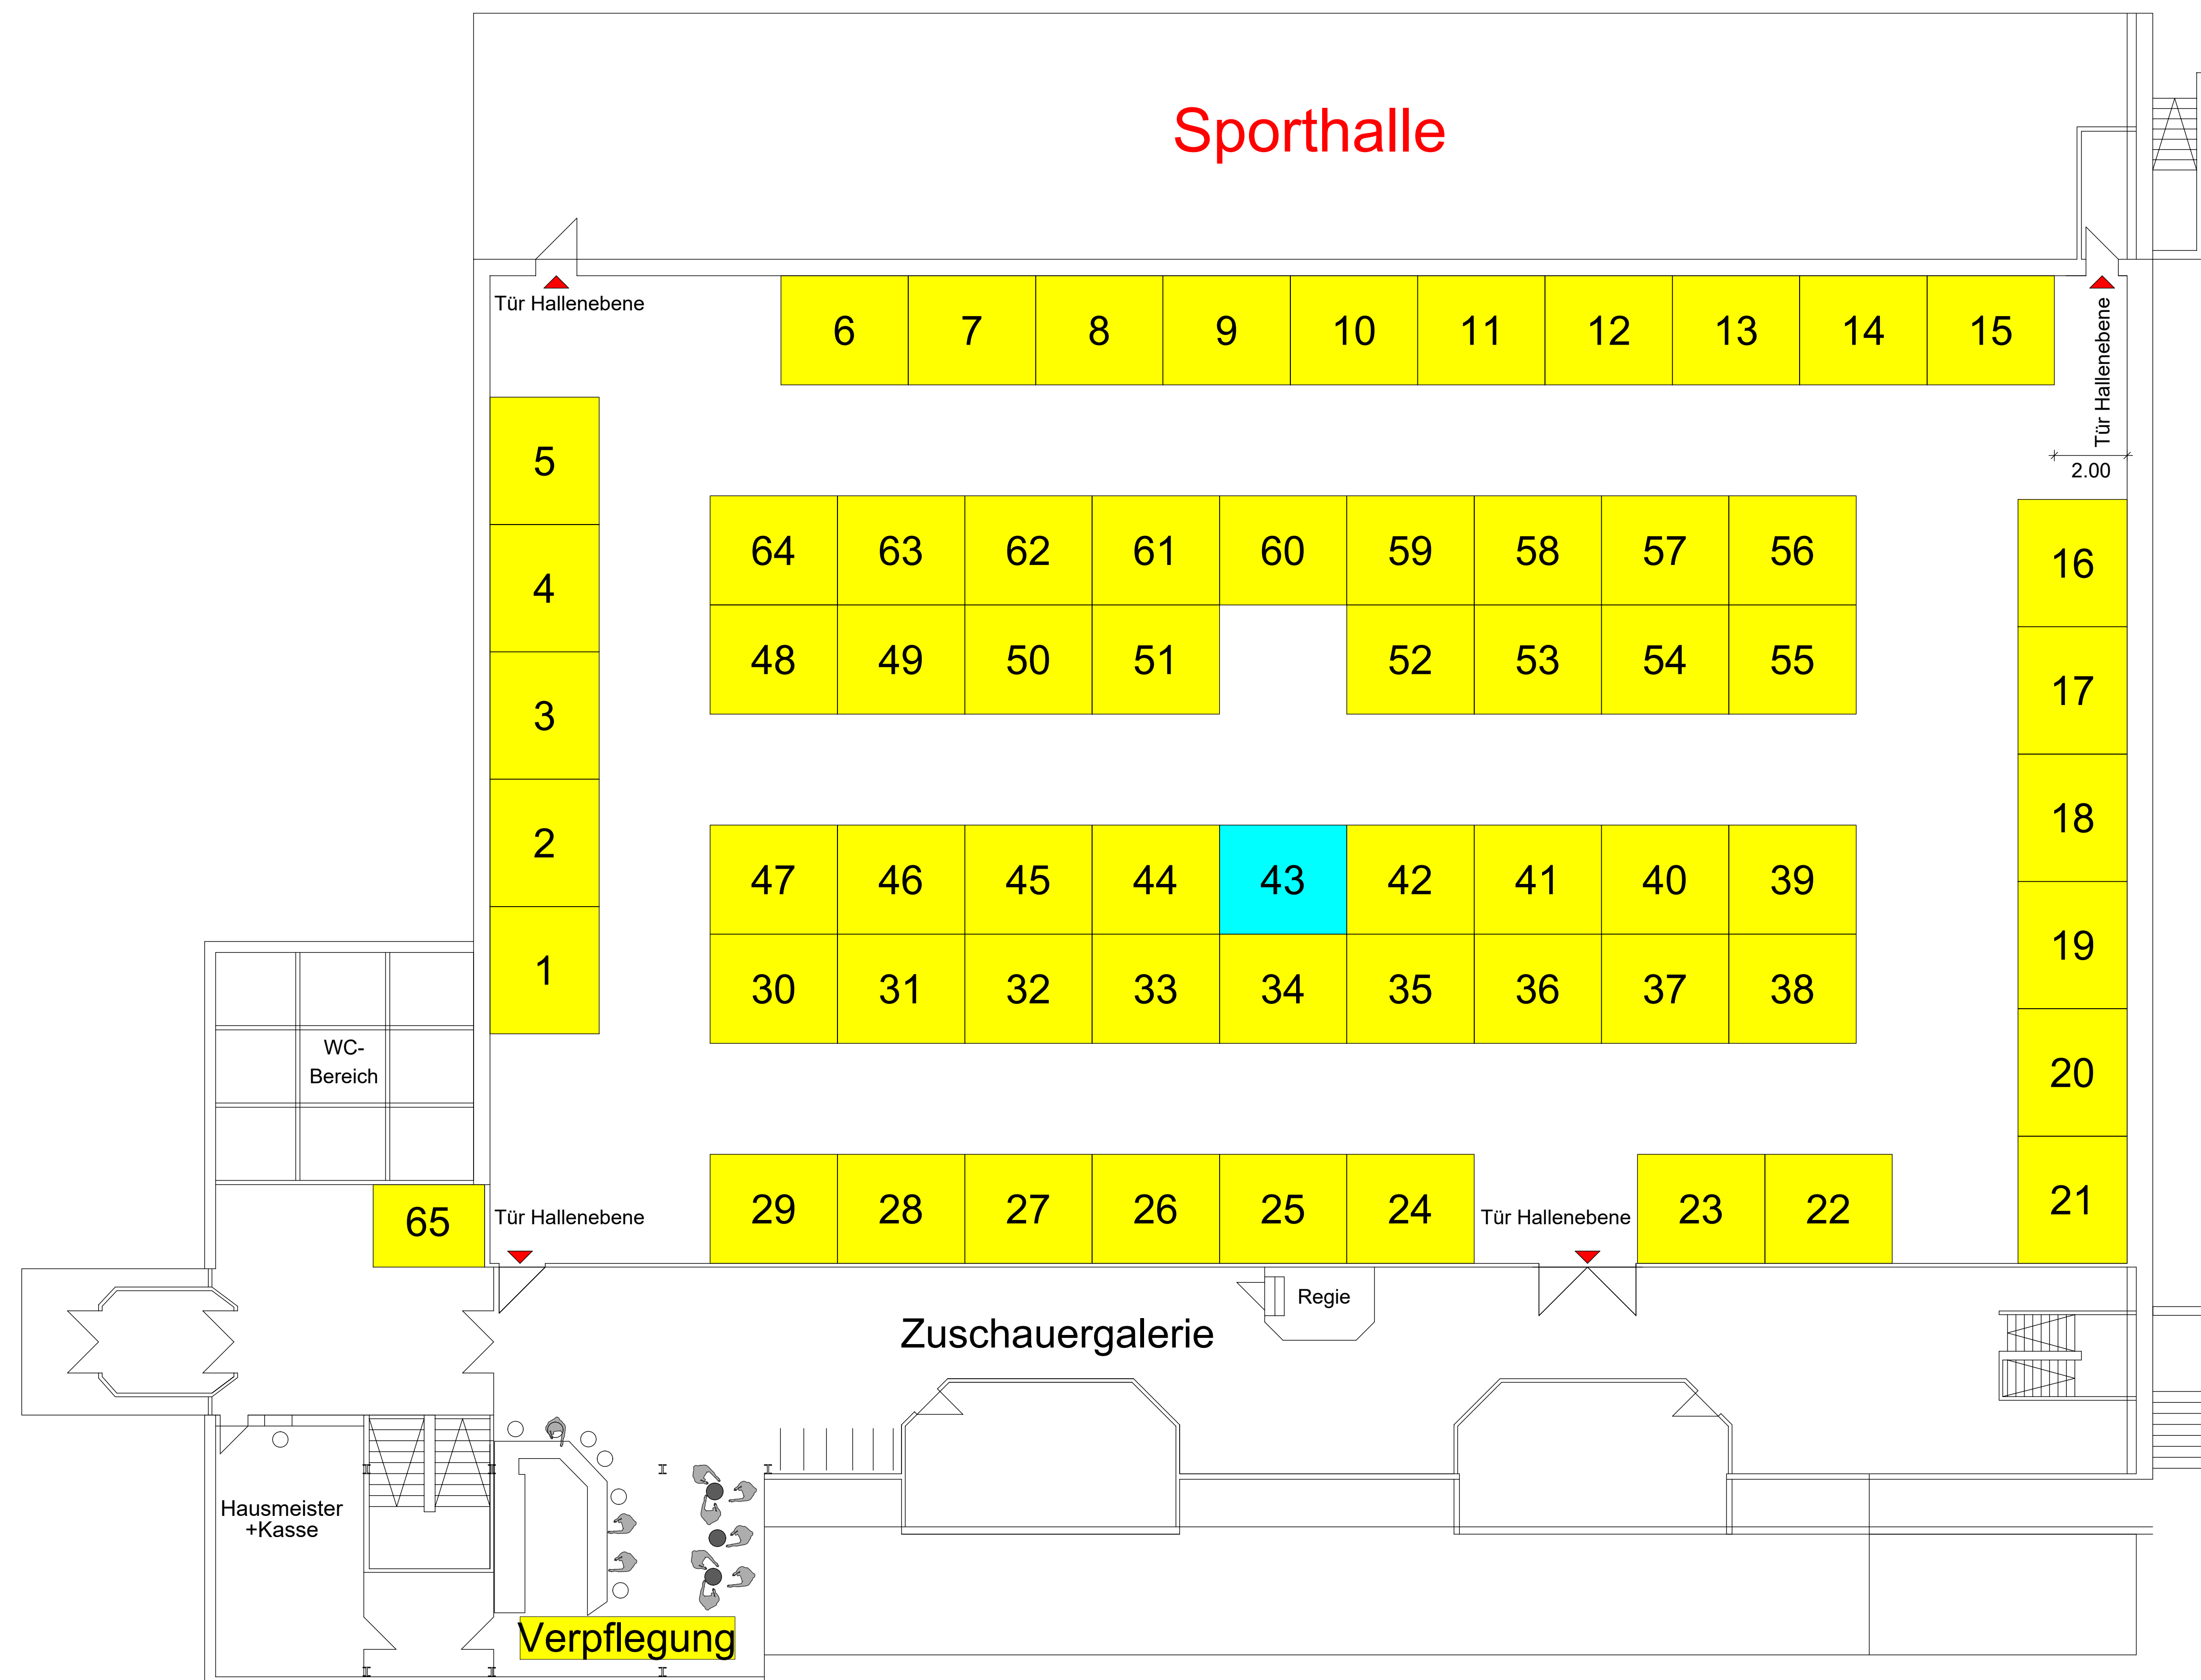 Sporthalle
Tür Hallenebene
6 7 8 9 10 11 12 13 14 15
Tür Hallenebene
2.00
5
4
3
2
1
64 63 62 61 60 59 58 57 56
48 49 50 51 52 53 54 55
47 46 45 44 43 42 41 40 39
30 31 32 33 34 35 36 37 38
16
17
18
19
20
21
WC-
Bereich
65
Tür Hallenebene
29 28 27 26 25 24
Tür Hallenebene
23 22
Regie
Zuschauergalerie
Hausmeister
+Kasse
Verpflegung